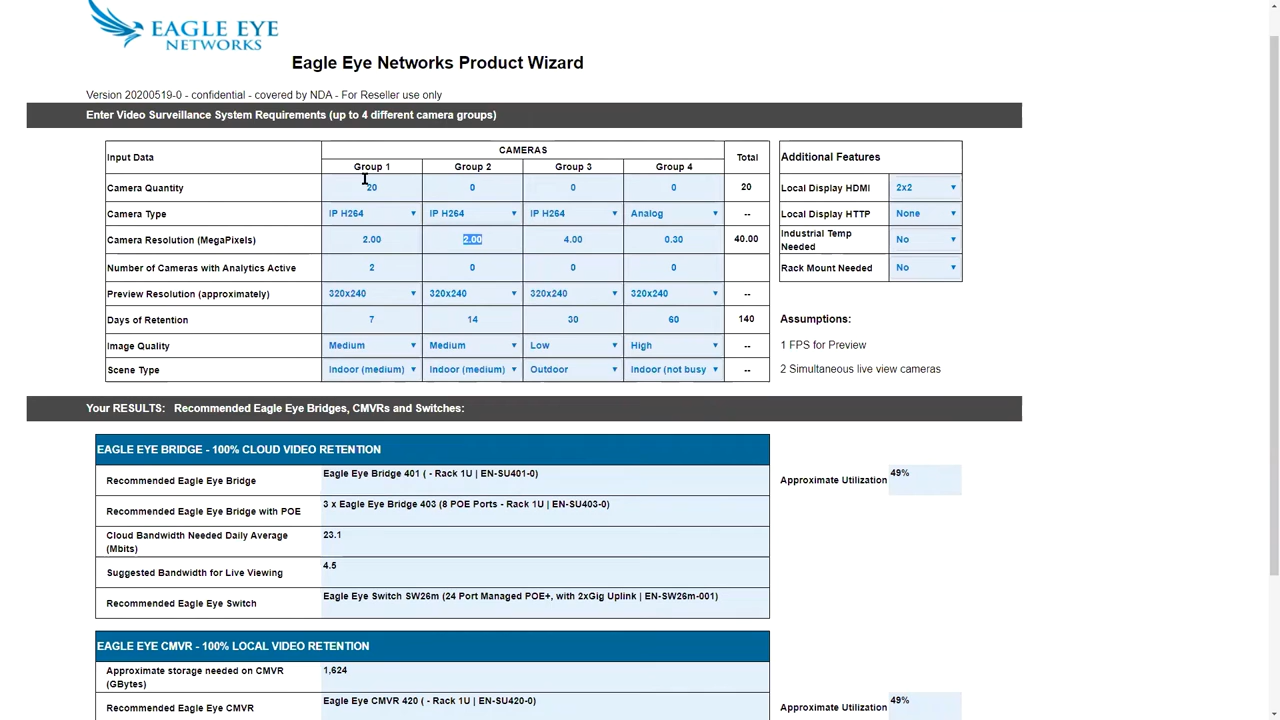 EAGLE EYE
NETWORKS
Eagle Eye Networks Product Wizard
Version 20200519-0 - confidential - covered by NDA - For Reseller use only
Enter Video Surveillance System Requirements (up to 4 different camera groups)
Input Data CAMERAS Total Additional Features
Group 1 Group 2 Group 3 Group 4
Camera Quantity 20 0 0 0 20 Local Display HDMI 2x2
Camera Type IP H264 IP H264 IP H264 Analog -- Local Display HTTP None
Camera Resolution (MegaPixels) 2.00 2.00 4.00 0.30 40.00 Industrial Temp Needed No
Number of Cameras with Analytics Active 2 0 0 0 Rack Mount Needed No
Preview Resolution (approximately) 320x240 320x240 320x240 320x240 --
Days of Retention 7 14 30 60 140 Assumptions:
Image Quality Medium Medium Low High -- 1 FPS for Preview
Scene Type Indoor (medium) Indoor (medium) Outdoor Indoor (not busy -- 2 Simultaneous live view cameras
Your RESULTS: Recommended Eagle Eye Bridges, CMVRs and Switches:
EAGLE EYE BRIDGE - 100% CLOUD VIDEO RETENTION
Recommended Eagle Eye Bridge Eagle Eye Bridge 401 ( - Rack 1U | EN-SU401-0) Approximate Utilization 49%
Recommended Eagle Eye Bridge with POE 3 x Eagle Eye Bridge 403 (8 POE Ports - Rack 1U | EN-SU403-0)
Cloud Bandwidth Needed Daily Average (Mbits) 23.1
Suggested Bandwidth for Live Viewing 4.5
Recommended Eagle Eye Switch Eagle Eye Switch SW26m (24 Port Managed POE+, with 2xGig Uplink | EN-SW26m-001)
EAGLE EYE CMVR - 100% LOCAL VIDEO RETENTION
Approximate storage needed on CMVR (GBytes) 1,624
Recommended Eagle Eye CMVR Eagle Eye CMVR 420 ( - Rack 1U | EN-SU420-0) Approximate Utilization 49%